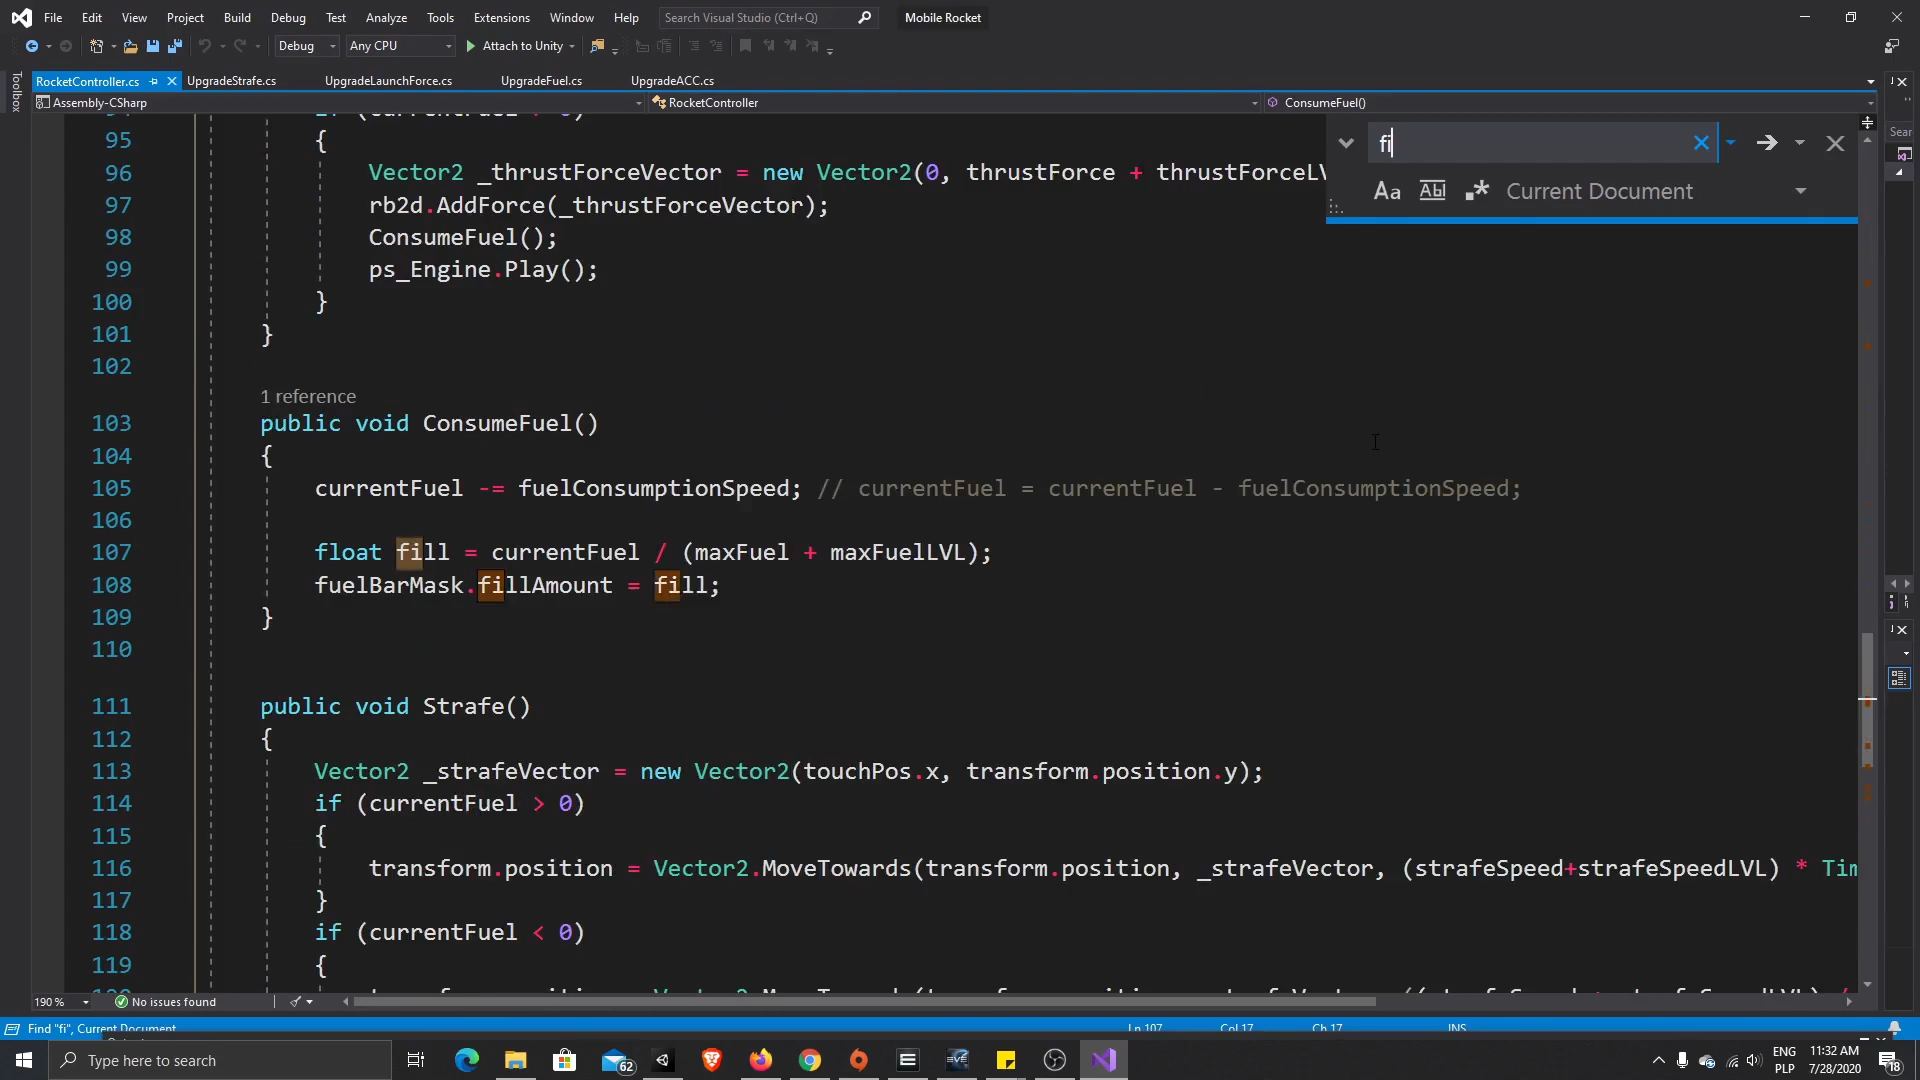 File Edit View Project Build Debug Test Analyze Tools Extensions Window Help Search Visual Studio (Ctrl+Q) Mobile Rocket
Debug Any CPU Attach to Unity
Toolbox
RocketController.cs UpgradeStrafe.cs UpgradeLaunchForce.cs UpgradeFuel.cs UpgradeACC.cs
Assembly-CSharp RocketController ConsumeFuel()
fi
Aa Abl .* Current Document
Sear
95 {
96 Vector2 _thrustForceVector = new Vector2(0, thrustForce + thrustForceLV
97 rb2d.AddForce(_thrustForceVector);
98 ConsumeFuel();
99 ps_Engine.Play();
100 }
101 }
102
1 reference
103 public void ConsumeFuel()
104 {
105 currentFuel -= fuelConsumptionSpeed; // currentFuel = currentFuel - fuelConsumptionSpeed;
106
107 float fill = currentFuel / (maxFuel + maxFuelLVL);
108 fuelBarMask.fillAmount = fill;
109 }
110
111 public void Strafe()
112 {
113 Vector2 _strafeVector = new Vector2(touchPos.x, transform.position.y);
114 if (currentFuel > 0)
115 {
116 transform.position = Vector2.MoveTowards(transform.position, _strafeVector, (strafeSpeed+strafeSpeedLVL) * Tim
117 }
118 if (currentFuel < 0)
119 {
190 % No issues found
Find "fi", Current Document Ln 107 Col 17 Ch 17 INS
Type here to search 62 ENG 11:32 AM
PLP 7/28/2020 18